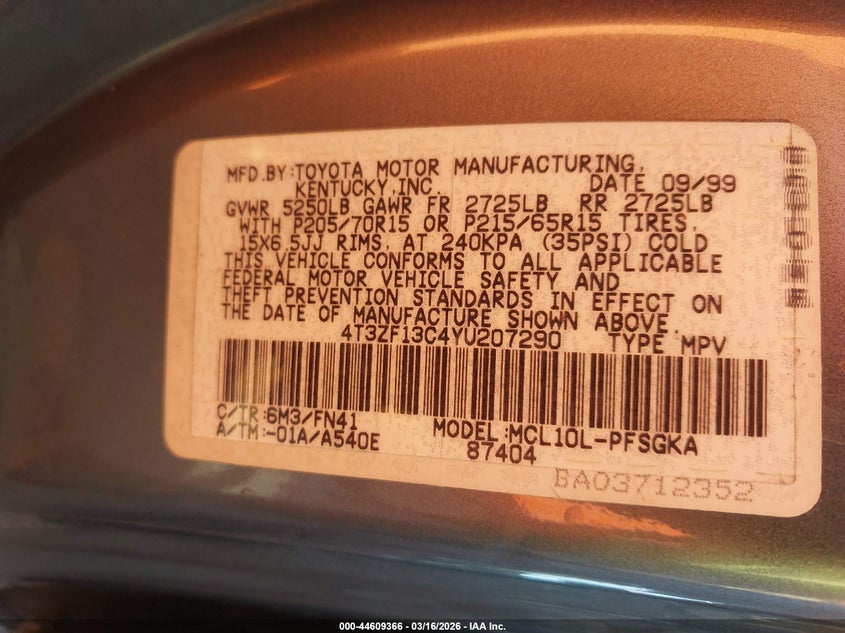 MFD.BY:TOYOTA MOTOR MANUFACTURING,
KENTUCKY,INC. DATE 09/99
GVWR 5250LB GAWR FR 2725LB RR 2725LB
WITH P205/70R15 OR P215/65R15 TIRES,
15X6.5JJ RIMS, AT 240KPA (35PSI) COLD
THIS VEHICLE CONFORMS TO ALL APPLICABLE
FEDERAL MOTOR VEHICLE SAFETY AND
THEFT PREVENTION STANDARDS IN EFFECT ON
THE DATE OF MANUFACTURE SHOWN ABOVE.
4T3ZF13C4YU207290 TYPE MPV
C/TR:6M3/FN41 MODEL:MCL10L-PFSGKA
A/TM:-01A/A540E 87404
BA03712352
000-44609366 - 03/16/2026 - IAA Inc.